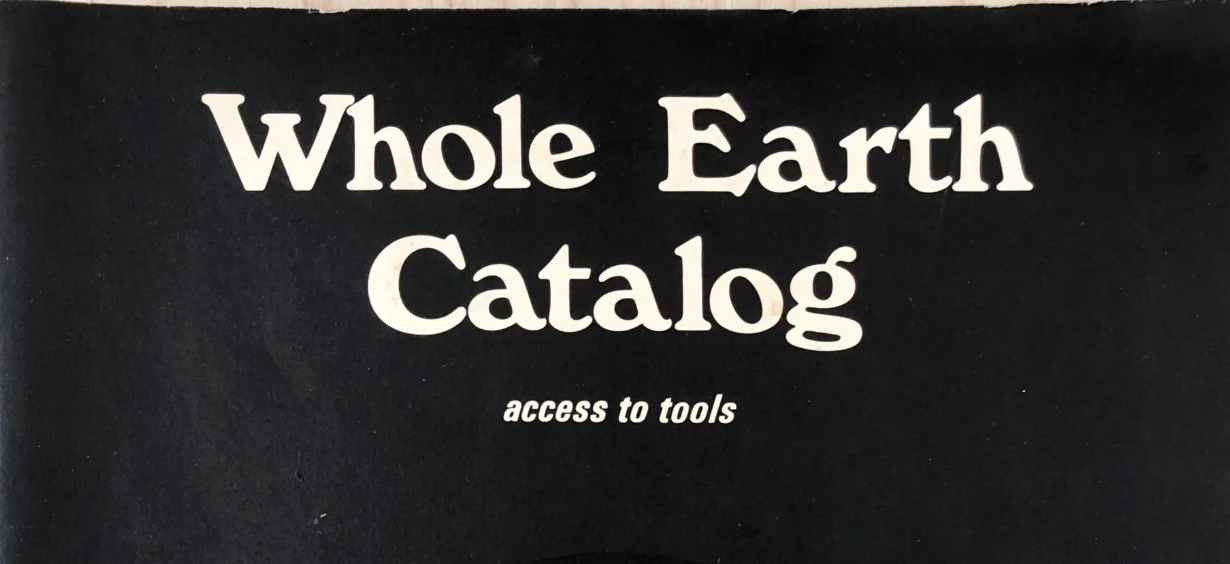 Whole Earth
Catalog
access to tools